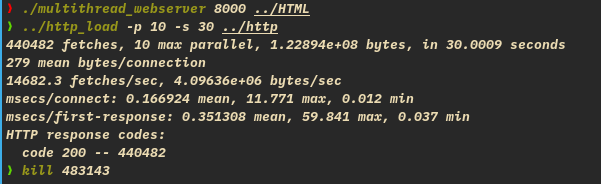 ❯ ./multithread_webserver 8000 ../HTML
❯ ../http_load -p 10 -s 30 ../http
440482 fetches, 10 max parallel, 1.22894e+08 bytes, in 30.0009 seconds
279 mean bytes/connection
14682.3 fetches/sec, 4.09636e+06 bytes/sec
msecs/connect: 0.166924 mean, 11.771 max, 0.012 min
msecs/first-response: 0.351308 mean, 59.841 max, 0.037 min
HTTP response codes:
  code 200 -- 440482
❯ kill 483143